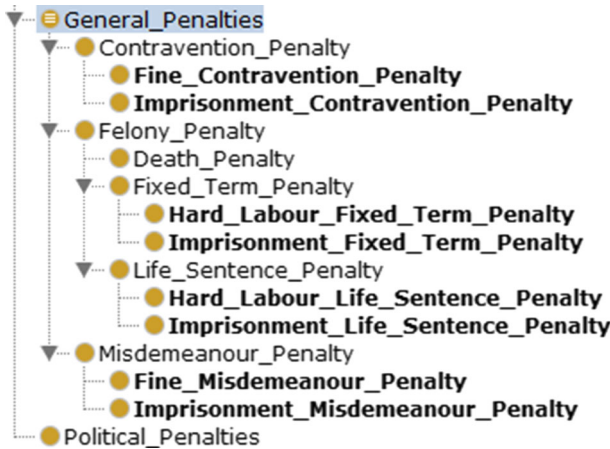 General_Penalties
Contravention_Penalty
Fine_Contravention_Penalty
Imprisonment_Contravention_Penalty
Felony_Penalty
Death_Penalty
Fixed_Term_Penalty
Hard_Labour_Fixed_Term_Penalty
Imprisonment_Fixed_Term_Penalty
Life_Sentence_Penalty
Hard_Labour_Life_Sentence_Penalty
Imprisonment_Life_Sentence_Penalty
Misdemeanour_Penalty
Fine_Misdemeanour_Penalty
Imprisonment_Misdemeanour_Penalty
Political_Penalties